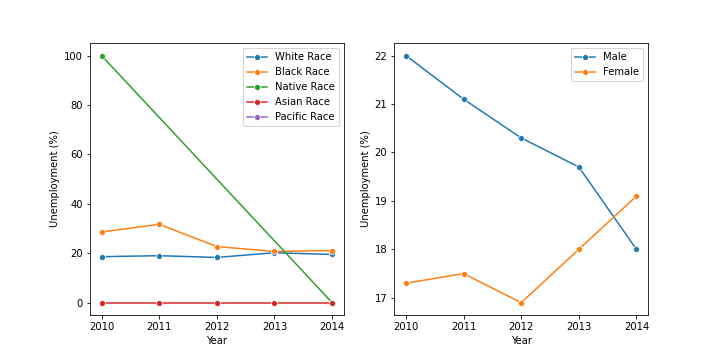 100
80
60
40
20
0
Unemployment (%)
2010 2011 2012 2013 2014
Year
White Race
Black Race
Native Race
Asian Race
Pacific Race
22
21
20
19
18
17
Unemployment (%)
2010 2011 2012 2013 2014
Year
Male
Female